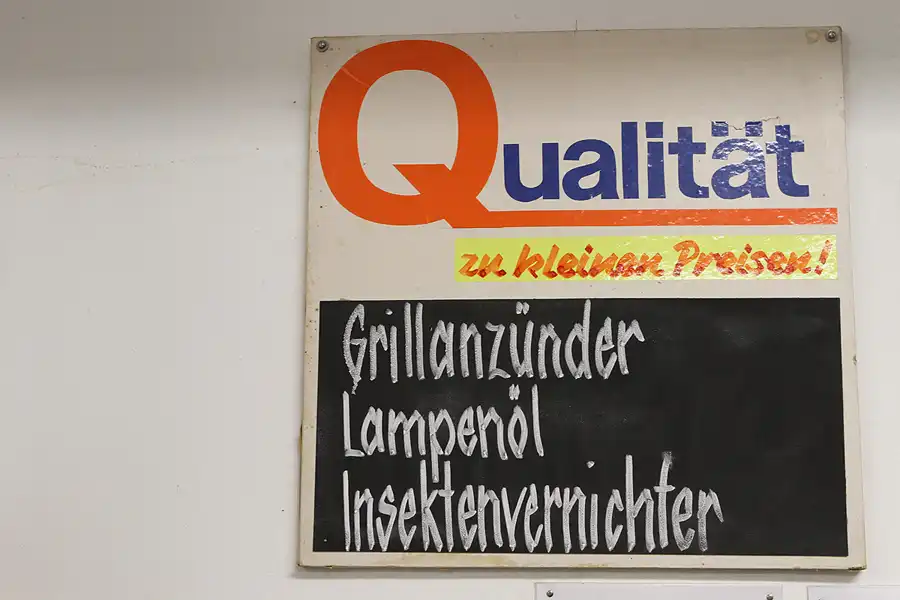 Qualität
zu kleinen Preisen!
Grillanzünder
Lampenöl
Insektenvernichter